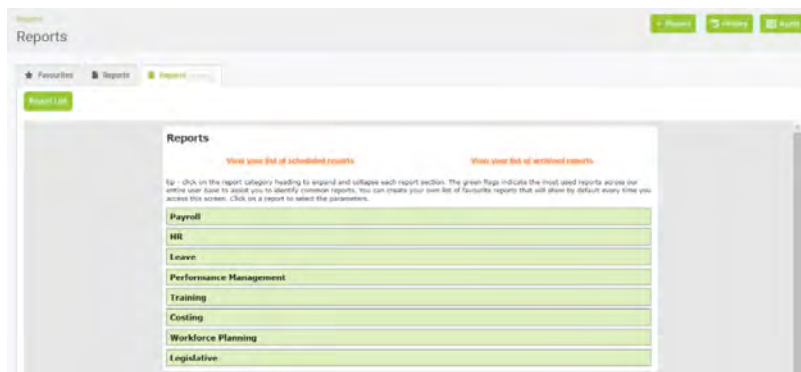 Reports
Reports
Favourites
Reports
Reports
Report List
Reports
View your list of scheduled reports
View your list of archived reports
tip - click on the report category heading to expand and collapse each report section. The green flags indicate the most used reports across our
entire user base to assist you to identify common reports. You can create your own list of favourite reports that will show by default every time you
access this screen. Click on a report to select the parameters.
Payroll
HR
Leave
Performance Management
Training
Costing
Workforce Planning
Legislative